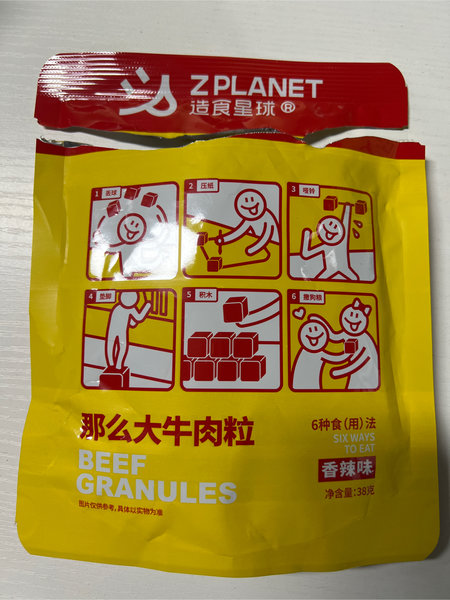 Z PLANET
造食星球®
1 丢球
2 压纸
3 哑铃
4 垫脚
5 积木
6 撒狗粮
那么大牛肉粒
BEEF
GRANULES
图片仅供参考,具体以实物为准
6种食(用)法
SIX WAYS
TO EAT
香辣味
净含量:38克